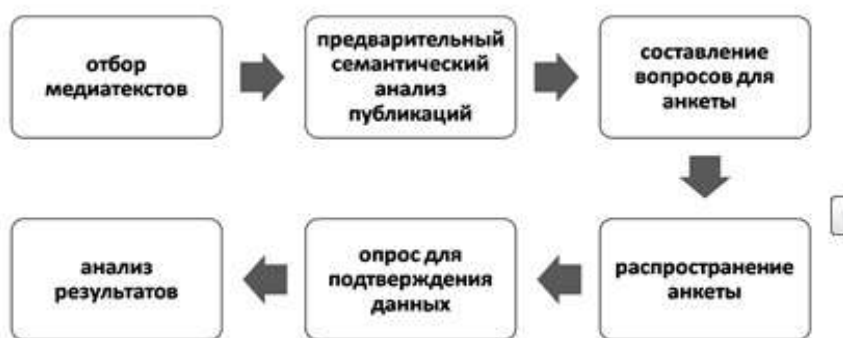 отбор
медиатекстов
предварительный
семантический
анализ
публикаций
составление
вопросов для
анкеты
распространение
анкеты
опрос для
подтверждения
данных
анализ
результатов